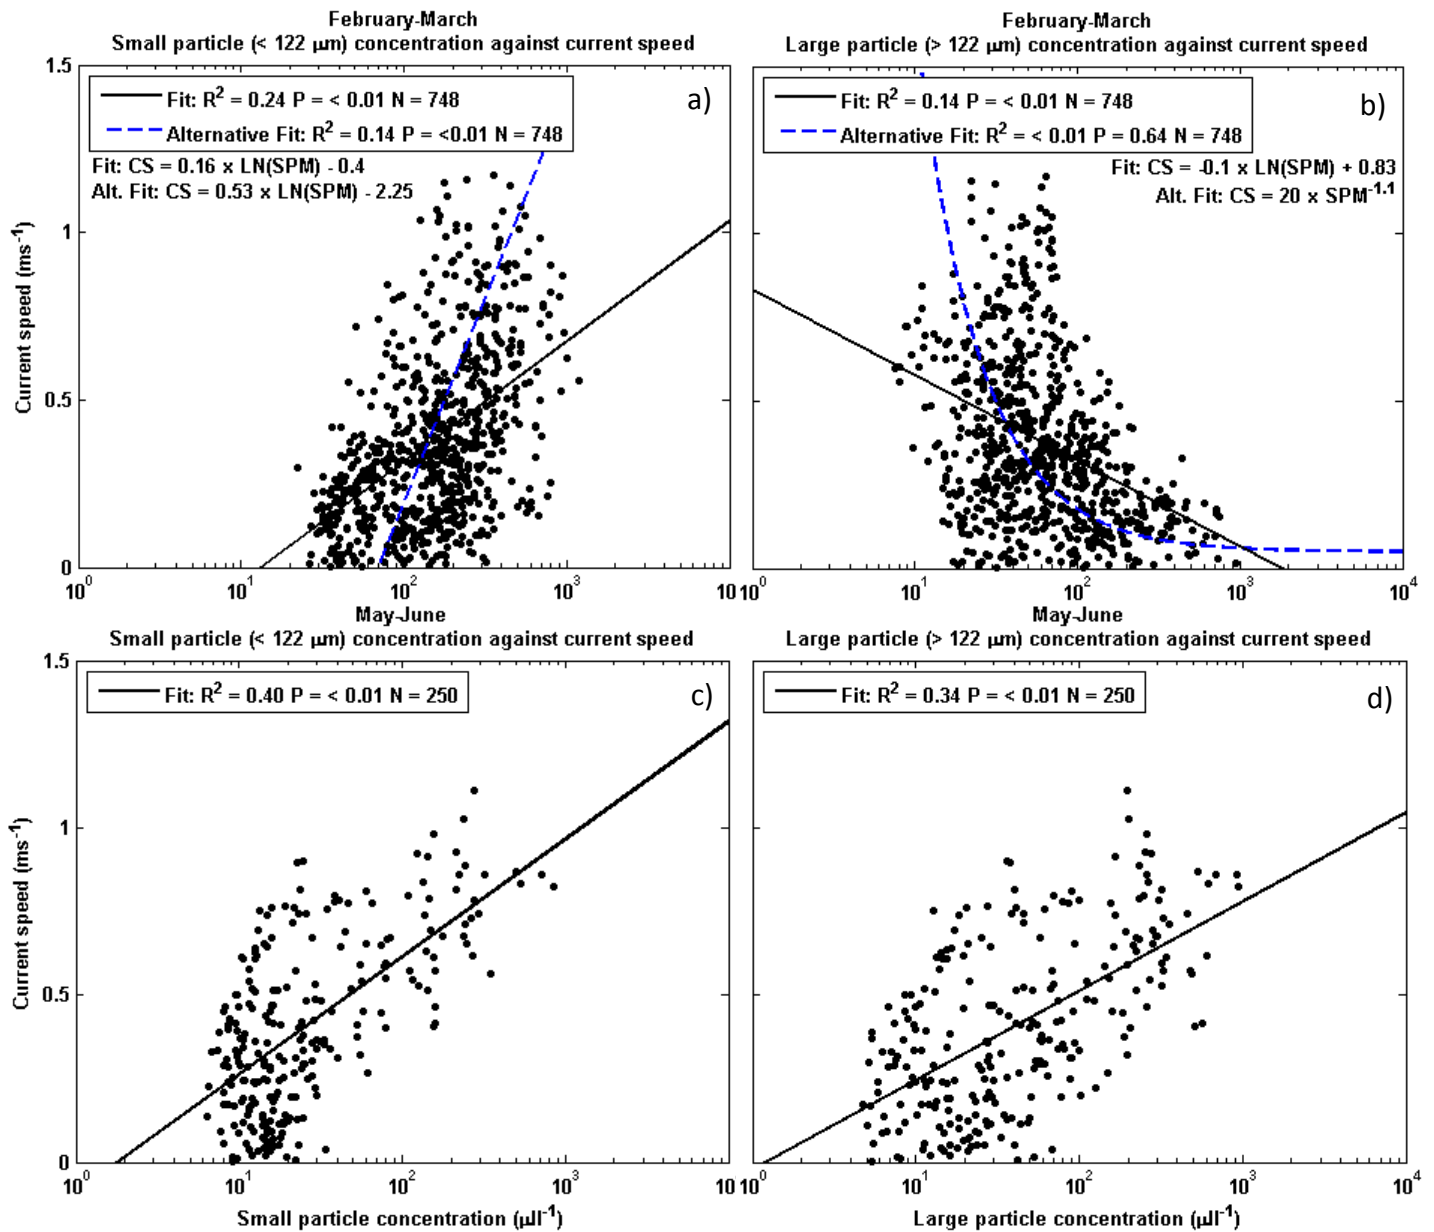 February-March
Small particle (< 122 µm) concentration against current speed
1.5
1
0.5
0
Current speed (ms⁻¹)
Fit: R² = 0.24 P = < 0.01 N = 748
Alternative Fit: R² = 0.14 P = <0.01 N = 748
a)
Fit: CS = 0.16 x LN(SPM) - 0.4
Alt. Fit: CS = 0.53 x LN(SPM) - 2.25
10⁰ 10¹ 10² 10³ 10
February-March
Large particle (> 122 µm) concentration against current speed
Fit: R² = 0.14 P = < 0.01 N = 748
Alternative Fit: R² = < 0.01 P = 0.64 N = 748
b)
Fit: CS = -0.1 x LN(SPM) + 0.83
Alt. Fit: CS = 20 x SPM⁻¹·¹
10⁰ 10¹ 10² 10³ 10⁴
May-June
Small particle (< 122 µm) concentration against current speed
1.5
1
0.5
0
Current speed (ms⁻¹)
Fit: R² = 0.40 P = < 0.01 N = 250
c)
10⁰ 10¹ 10² 10³ 10
Small particle concentration (µll⁻¹)
May-June
Large particle (> 122 µm) concentration against current speed
Fit: R² = 0.34 P = < 0.01 N = 250
d)
10⁰ 10¹ 10² 10³ 10⁴
Large particle concentration (µll⁻¹)